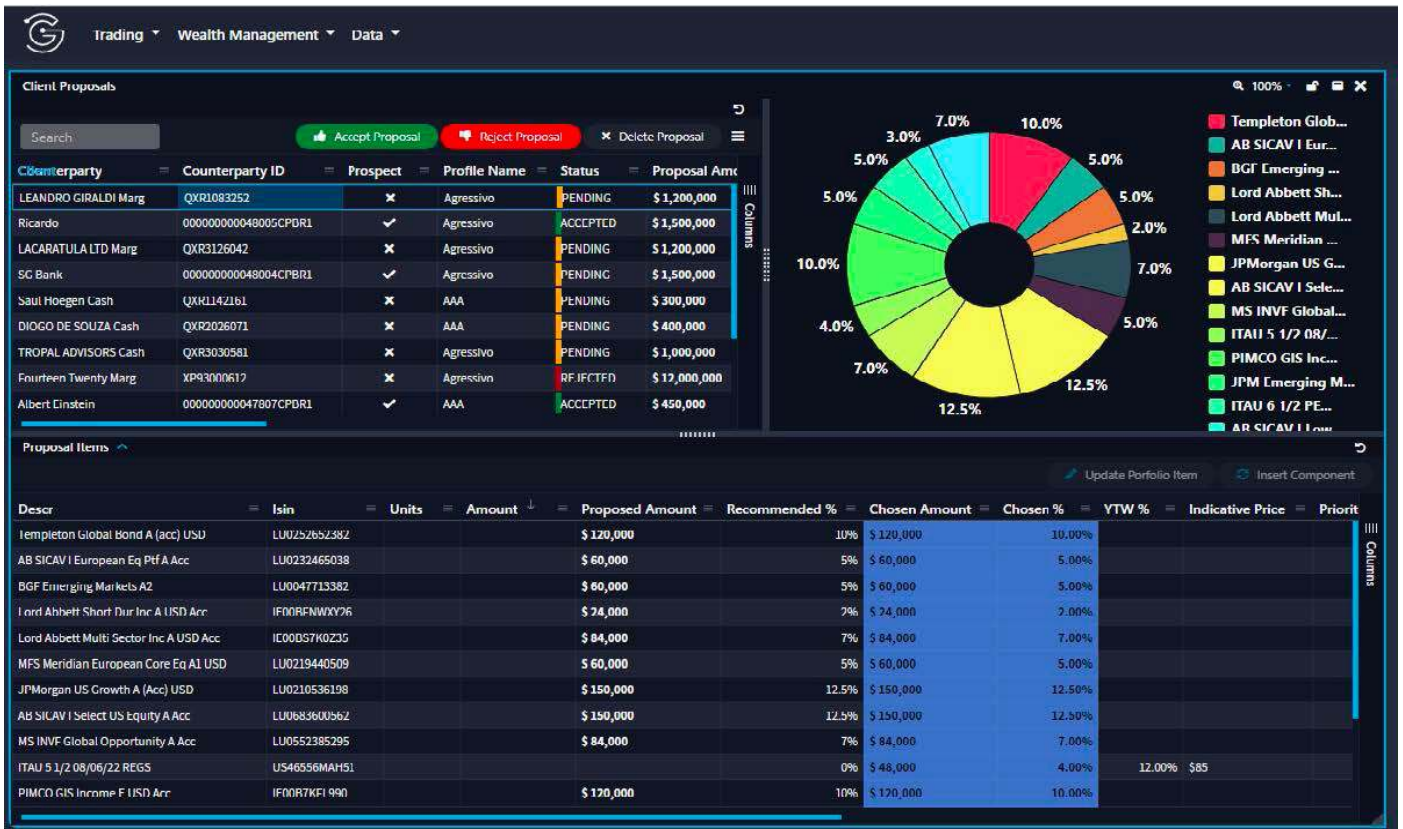 Trading Wealth Management Data
Client Proposals 100%
Search Accept Proposal Reject Proposal Delete Proposal
Counterparty ID Prospect Profile Name Status Proposal Amo
LEANDRO GIRALDI Marg QXR1083252 Agressivo PENDING $ 1,200,000
Ricardo 000000000048005CPBR1 Agressivo ACCEPTED $ 1,500,000
LACARATULA LTD Marg QXR3126042 Agressivo PENDING $ 1,200,000
SC Bank 000000000048004CPBR1 Agressivo PENDING $ 1,500,000
Saul Hoegen Cash QXR1142161 AAA PENDING $ 300,000
DIOGO DE SOUZA Cash QXR2026071 AAA PENDING $ 400,000
TROPAL ADVISORS Cash QXR3030581 Agressivo PENDING $ 1,000,000
Fourteen Twenty Marg XP93000612 Agressivo REJECTED $ 12,000,000
Albert Einstein 000000000047807CPBR1 AAA ACCEPTED $ 450,000
Columns
10.0%
5.0%
5.0%
2.0%
7.0%
5.0%
12.5%
12.5%
7.0%
4.0%
10.0%
5.0%
5.0%
3.0%
7.0%
Templeton Glob...
AB SICAV I Eur...
BGF Emerging ...
Lord Abbett Sh...
Lord Abbett Mul...
MFS Meridian ...
JPMorgan US G...
AB SICAV I Sele...
MS INVF Global...
ITAU 5 1/2 08/...
PIMCO GIS Inc...
JPM Emerging M...
ITAU 6 1/2 PE...
AB SICAV I Low
Proposal Items
Update Porfolio Item Insert Component
Descr Isin Units Amount Proposed Amount Recommended % Chosen Amount Chosen % YTW % Indicative Price Priorit
Templeton Global Bond A (acc) USD LU0252652382 $ 120,000 10% $ 120,000 10.00%
AB SICAV I European Eq Ptf A Acc LU0232465038 $ 60,000 5% $ 60,000 5.00%
BGF Emerging Markets A2 LU0047713382 $ 60,000 5% $ 60,000 5.00%
Lord Abbett Short Dur Inc A USD Acc $ 24,000 2% $ 24,000 2.00%
Lord Abbett Multi Sector Inc A USD Acc $ 84,000 7% $ 84,000 7.00%
MFS Meridian European Core Eq A1 USD LU0219440509 $ 60,000 5% $ 60,000 5.00%
JPMorgan US Growth A (Acc) USD LU0210536198 $ 150,000 12.5% $ 150,000 12.50%
AB SICAV I Select US Equity A Acc LU0683600562 $ 150,000 12.5% $ 150,000 12.50%
MS INVF Global Opportunity A Acc LU0552385295 $ 84,000 7% $ 84,000 7.00%
ITAU 5 1/2 08/06/22 REGS US46556MAH51 0% $ 48,000 4.00% 12.00% $85
PIMCO GIS Income E USD Acc $ 120,000 10% $ 120,000 10.00%
Columns